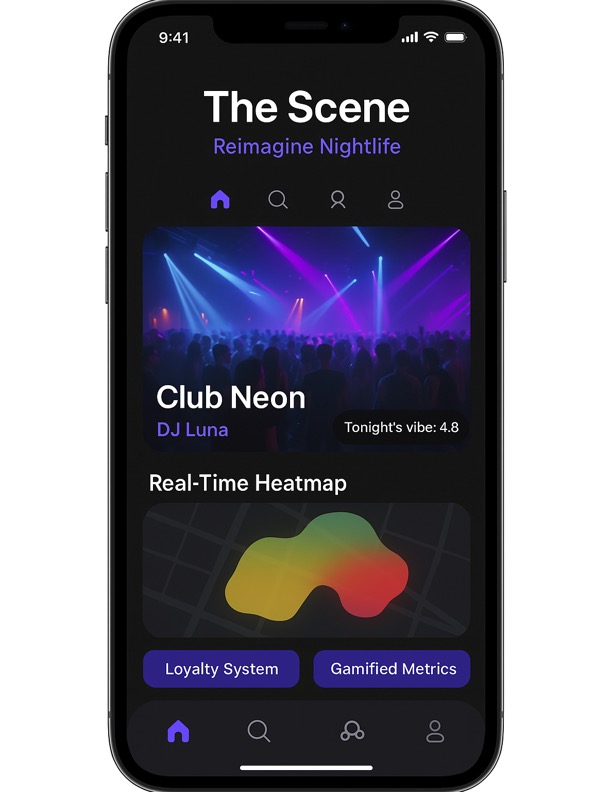 9:41
The Scene
Reimagine Nightlife
Club Neon
DJ Luna
Tonight's vibe: 4.8
Real-Time Heatmap
Loyalty System
Gamified Metrics